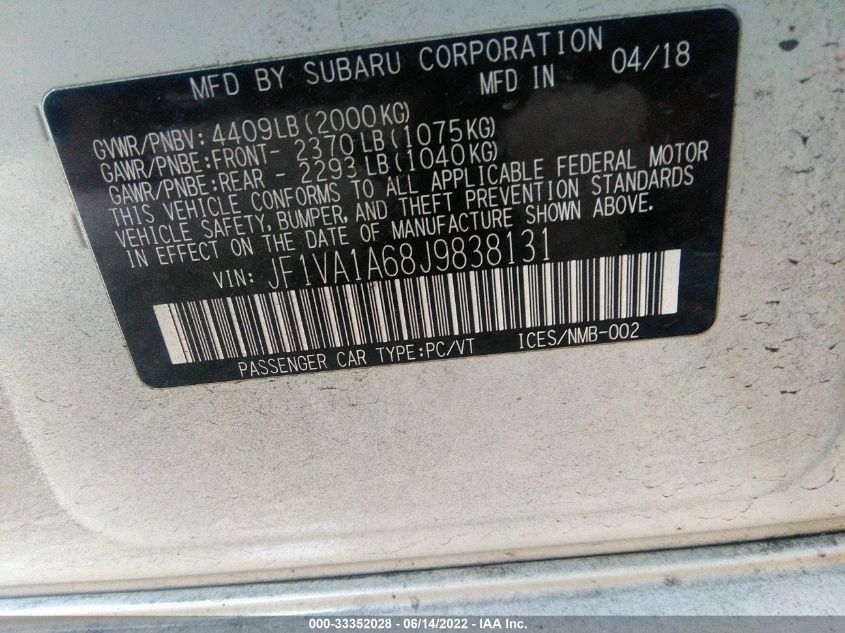 MFD BY SUBARU CORPORATION
MFD IN 04/18
GVWR/PNBV: 4409LB(2000KG)
GAWR/PNBE:FRONT- 2370LB(1075KG)
GAWR/PNBE:REAR - 2293LB(1040KG)
THIS VEHICLE CONFORMS TO ALL APPLICABLE FEDERAL MOTOR
VEHICLE SAFETY, BUMPER, AND THEFT PREVENTION STANDARDS
IN EFFECT ON THE DATE OF MANUFACTURE SHOWN ABOVE.
VIN: JF1VA1A68J9838131
PASSENGER CAR TYPE:PC/VT ICES/NMB-002
000-33352028 - 06/14/2022 - IAA Inc.